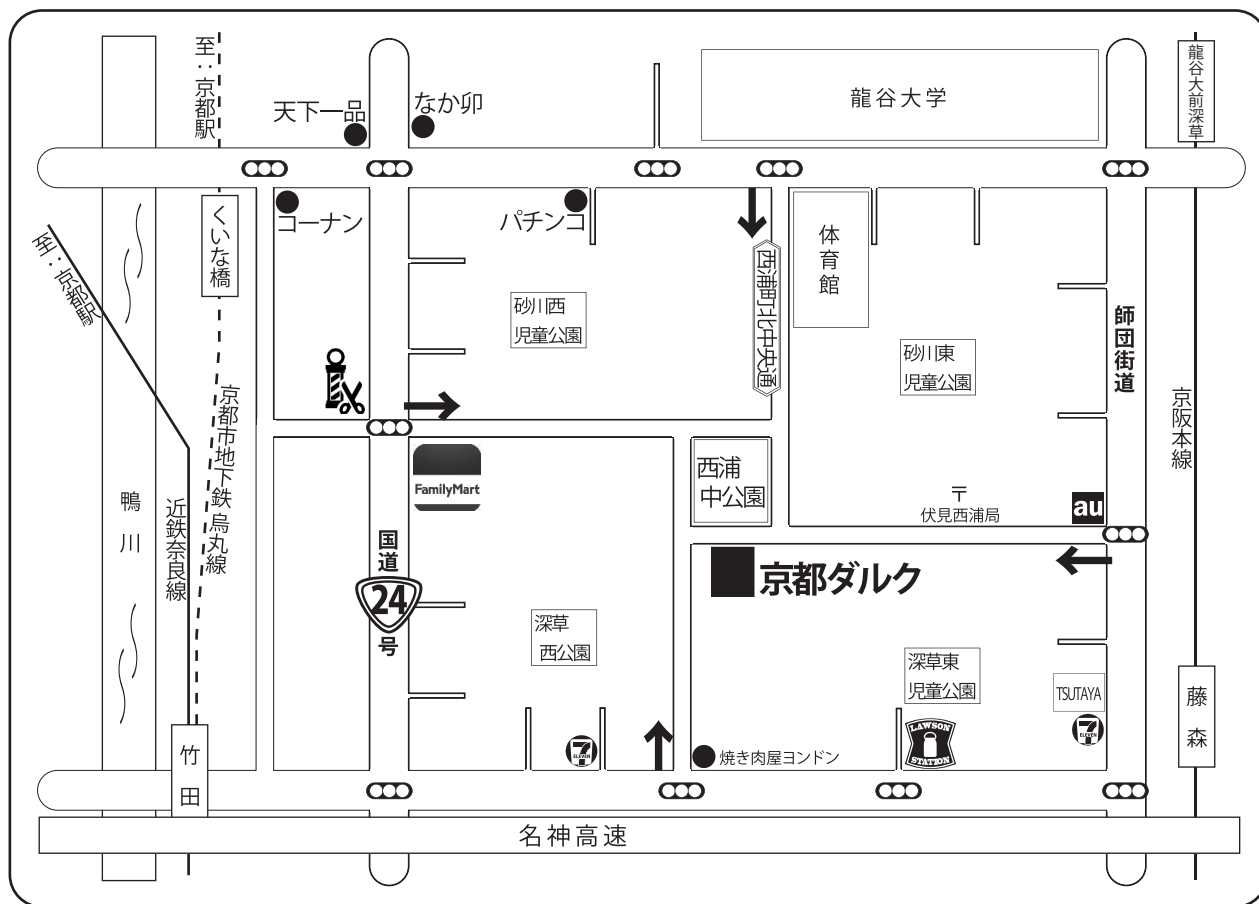 至：京都駅
天下一品
なか卯
龍谷大学
龍谷大前深草
くいな橋
コーナン
パチンコ
体育館
至：京都駅
西浦町北中央通
砂川西
児童公園
砂川東
児童公園
師団街道
京都市地下鉄 烏丸線
京阪本線
FamilyMart
西浦
中公園
〒
伏見西浦局
au
鴨川
近鉄奈良線
国道
24
号
京都ダルク
深草
西公園
深草東
児童公園
TSUTAYA
藤森
竹田
7
ELEVEN
焼き肉屋ヨンドン
LAWSON
STATION
7
ELEVEN
名神高速